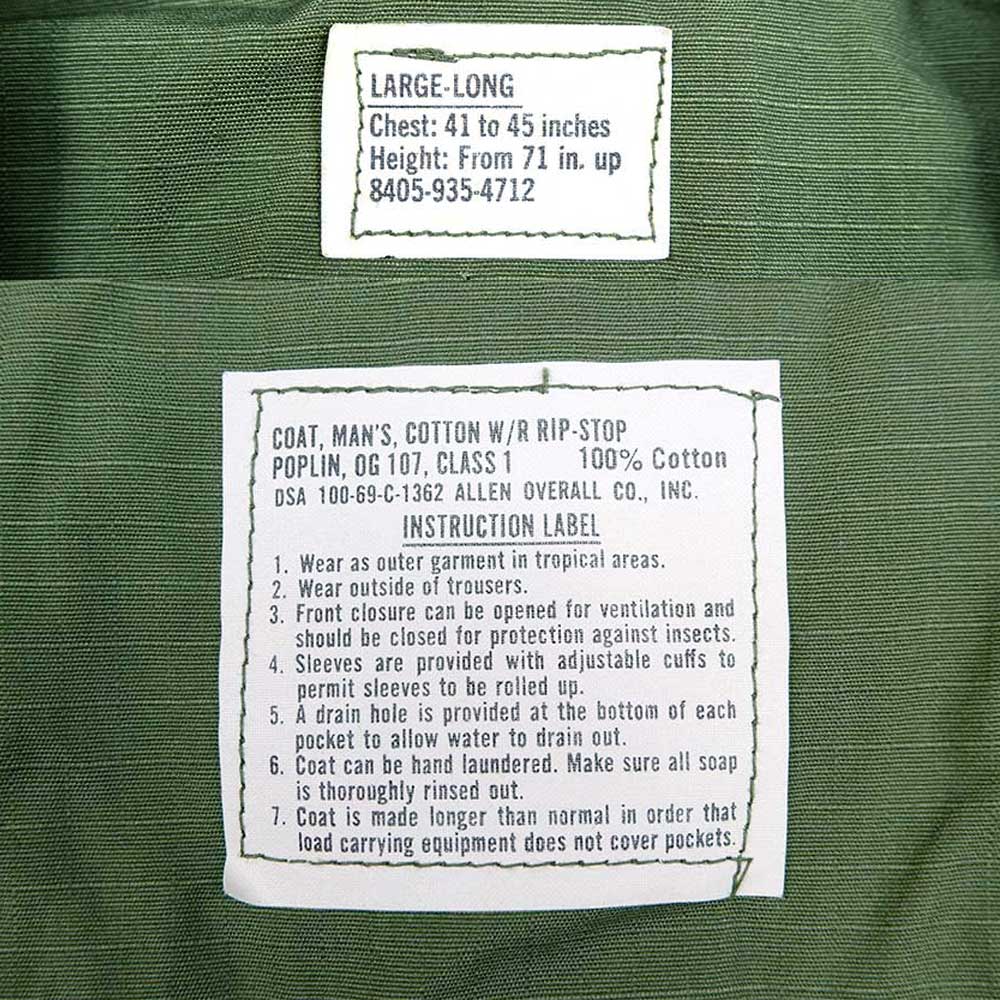 LARGE-LONG
Chest: 41 to 45 inches
Height: From 71 in. up
8405-935-4712
COAT, MAN'S, COTTON W/R RIP-STOP
POPLIN, OG 107, CLASS 1 100% Cotton
DSA 100-69-C-1362 ALLEN OVERALL CO., INC.
INSTRUCTION LABEL
1. Wear as outer garment in tropical areas.
2. Wear outside of trousers.
3. Front closure can be opened for ventilation and
should be closed for protection against insects.
4. Sleeves are provided with adjustable cuffs to
permit sleeves to be rolled up.
5. A drain hole is provided at the bottom of each
pocket to allow water to drain out.
6. Coat can be hand laundered. Make sure all soap
is thoroughly rinsed out.
7. Coat is made longer than normal in order that
load carrying equipment does not cover pockets.